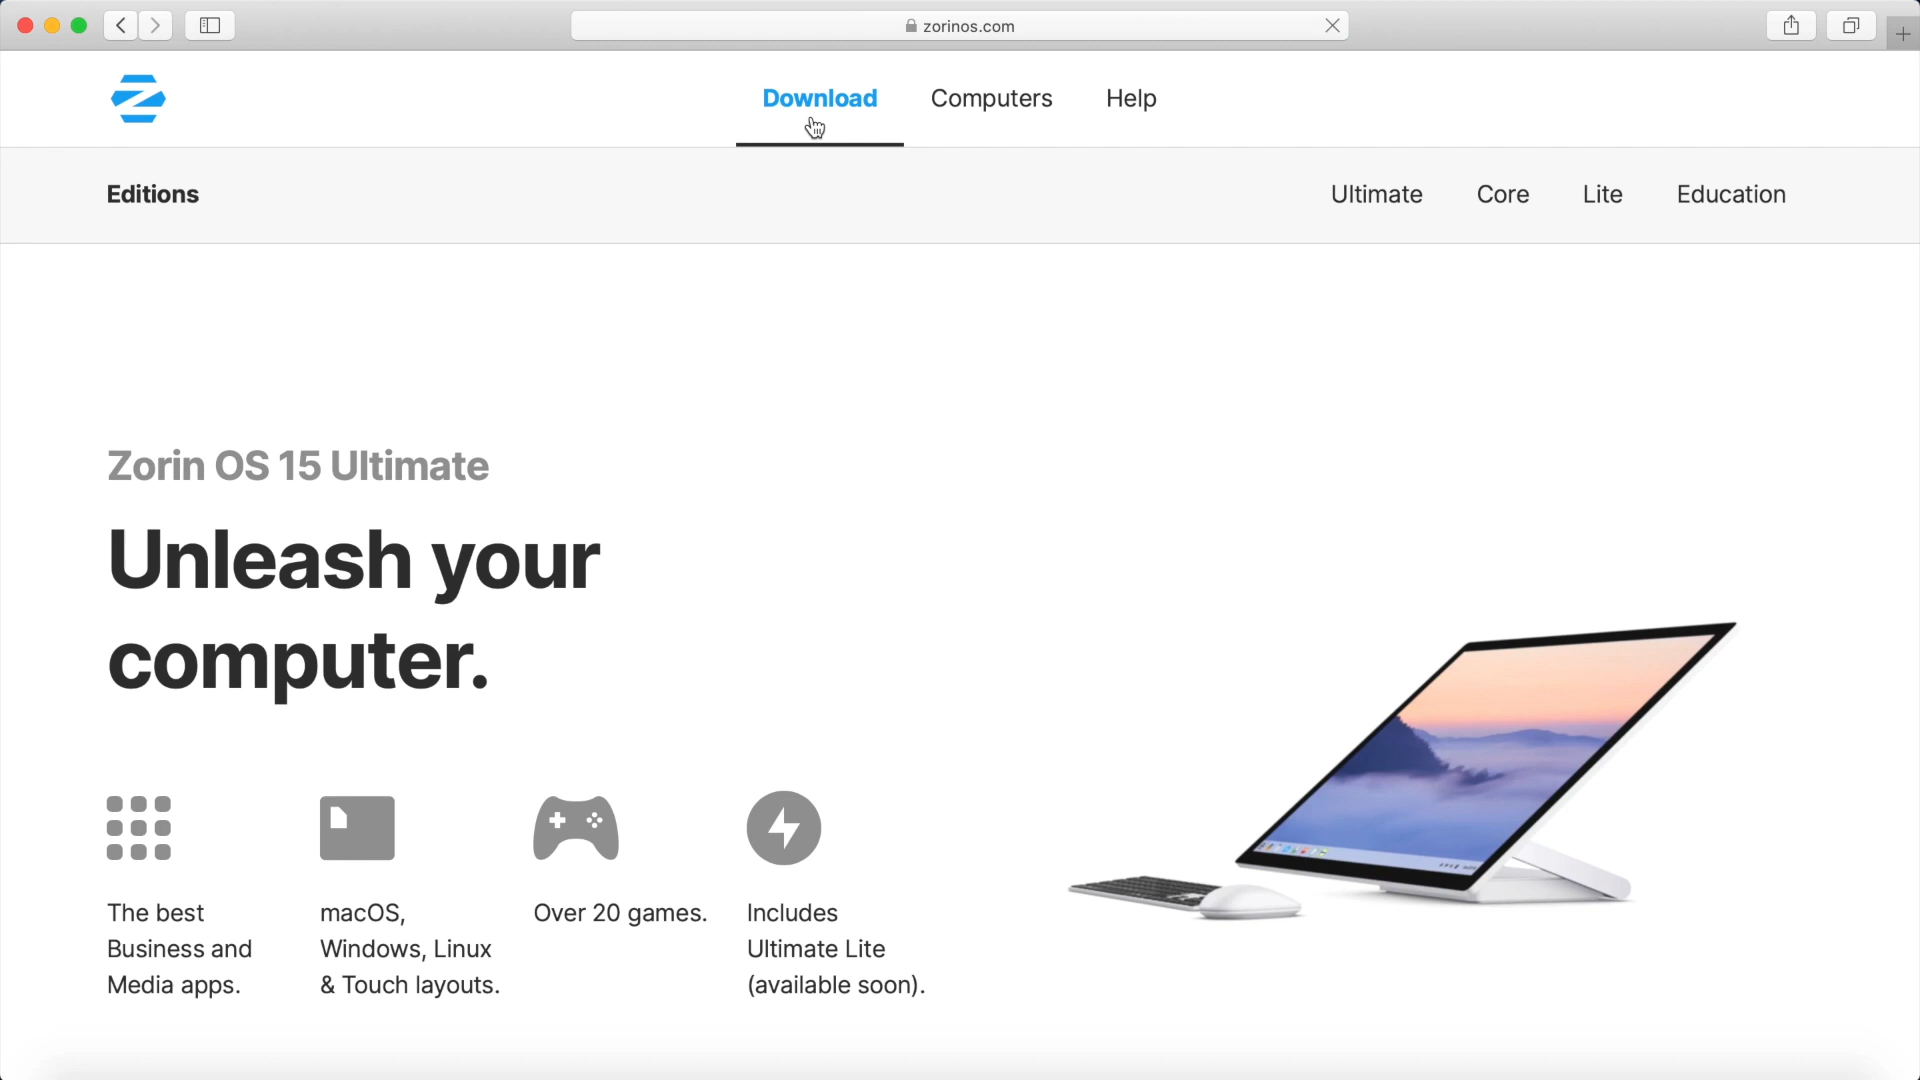 zorinos.com
Download
Computers
Help
Editions
Ultimate
Core
Lite
Education
Zorin OS 15 Ultimate
Unleash your
computer.
The best
Business and
Media apps.
macOS,
Windows, Linux
& Touch layouts.
Over 20 games.
Includes
Ultimate Lite
(available soon).